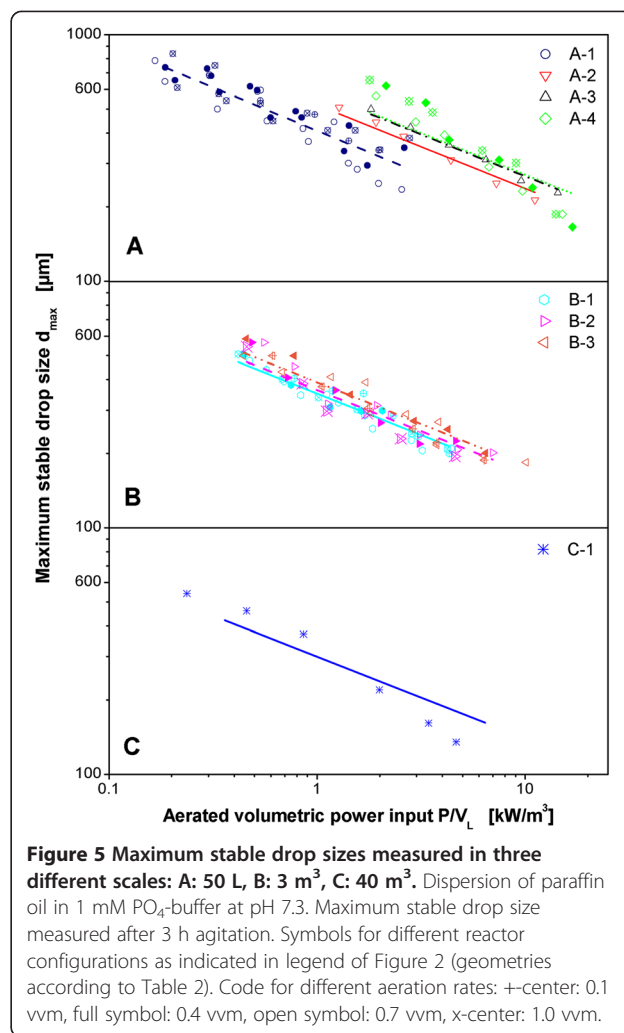 1000
600
100
A
A-1
A-2
A-3
A-4
600
100
B
B-1
B-2
B-3
600
100
C
C-1
Maximum stable drop size d_max [µm]
0.1 1 10
Aerated volumetric power input P/V_L [kW/m³]
Figure 5 Maximum stable drop sizes measured in three
different scales: A: 50 L, B: 3 m³, C: 40 m³. Dispersion of paraffin
oil in 1 mM PO₄-buffer at pH 7.3. Maximum stable drop size
measured after 3 h agitation. Symbols for different reactor
configurations as indicated in legend of Figure 2 (geometries
according to Table 2). Code for different aeration rates: +-center: 0.1
vvm, full symbol: 0.4 vvm, open symbol: 0.7 vvm, x-center: 1.0 vvm.